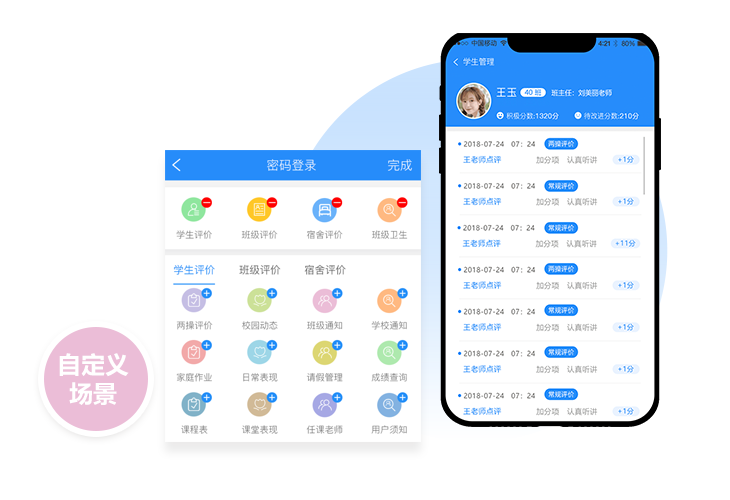 自定义
场景
密码登录
完成
学生评价
班级评价
宿舍评价
班级卫生
学生评价
班级评价
宿舍评价
两操评价
校园动态
班级通知
学校通知
家庭作业
日常表现
请假管理
成绩查询
课程表
课堂表现
任课老师
用户须知
中国移动
4:21
80%
学生管理
王玉
40 班
班主任：刘美丽老师
积极分数:1320分
待改进分数:210分
2018-07-24 07：24 两操评价
王老师点评 加分项 认真听讲 +1分
2018-07-24 07：24 两操评价
王老师点评 加分项 认真听讲 +1分
2018-07-24 07：24 常规评价
王老师点评 加分项 认真听讲 +11分
2018-07-24 07：24 两操评价
王老师点评 加分项 认真听讲 +1分
2018-07-24 07：24 常规评价
王老师点评 加分项 认真听讲 +1分
2018-07-24 07：24 常规评价
王老师点评 加分项 认真听讲 +1分
2018-07-24 07：24 常规评价
王老师点评 加分项 认真听讲 +1分